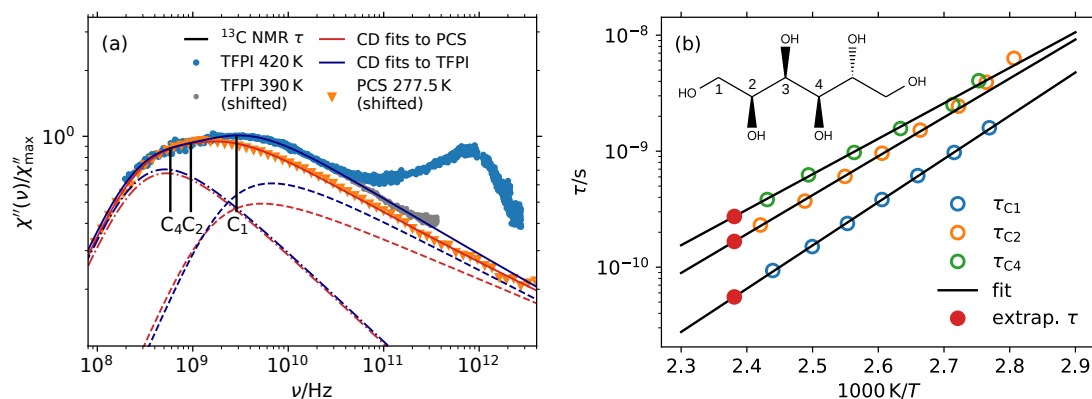 (a)
¹³C NMR τ
TFPI 420 K
TFPI 390 K
(shifted)
CD fits to PCS
CD fits to TFPI
PCS 277.5 K
(shifted)
10⁰
χ′′(ν)/χ′′max
C₄ C₂ C₁
10⁸ 10⁹ 10¹⁰ 10¹¹ 10¹²
ν/Hz
(b)
OH OH
HO 1 2 3 4 OH
OH OH
10⁻⁸
10⁻⁹
10⁻¹⁰
τ/s
τC1
τC2
τC4
fit
extrap. τ
2.3 2.4 2.5 2.6 2.7 2.8 2.9
1000 K/T